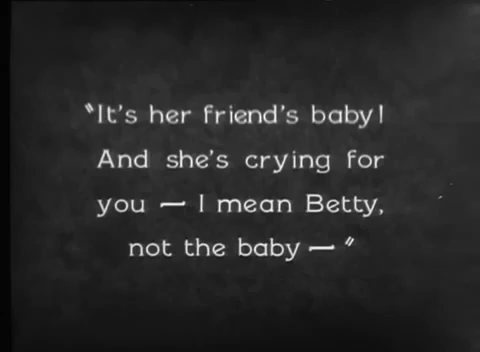 "It's her friend's baby!
And she's crying for
you — I mean Betty,
not the baby — "